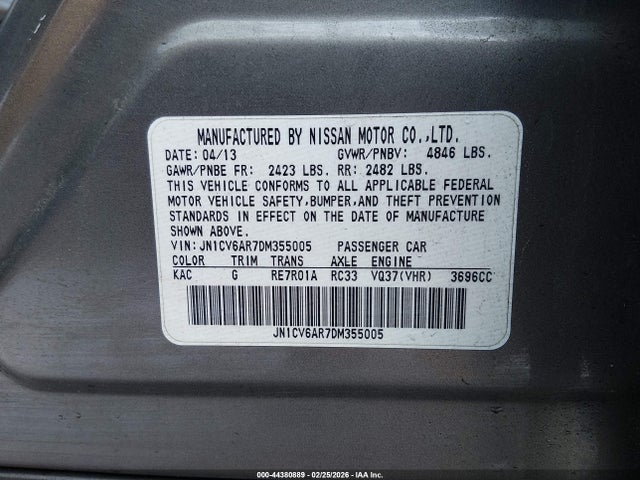 MANUFACTURED BY NISSAN MOTOR CO.,LTD.
DATE: 04/13 GVWR/PNBV: 4846 LBS.
GAWR/PNBE FR: 2423 LBS. RR: 2482 LBS.
THIS VEHICLE CONFORMS TO ALL APPLICABLE FEDERAL
MOTOR VEHICLE SAFETY,BUMPER,AND THEFT PREVENTION
STANDARDS IN EFFECT ON THE DATE OF MANUFACTURE
SHOWN ABOVE.
VIN: JN1CV6AR7DM355005 PASSENGER CAR
COLOR TRIM TRANS AXLE ENGINE
KAC G RE7R01A RC33 VQ37(VHR) 3696CC
JN1CV6AR7DM355005
000-44380889 - 02/25/2026 - IAA Inc.